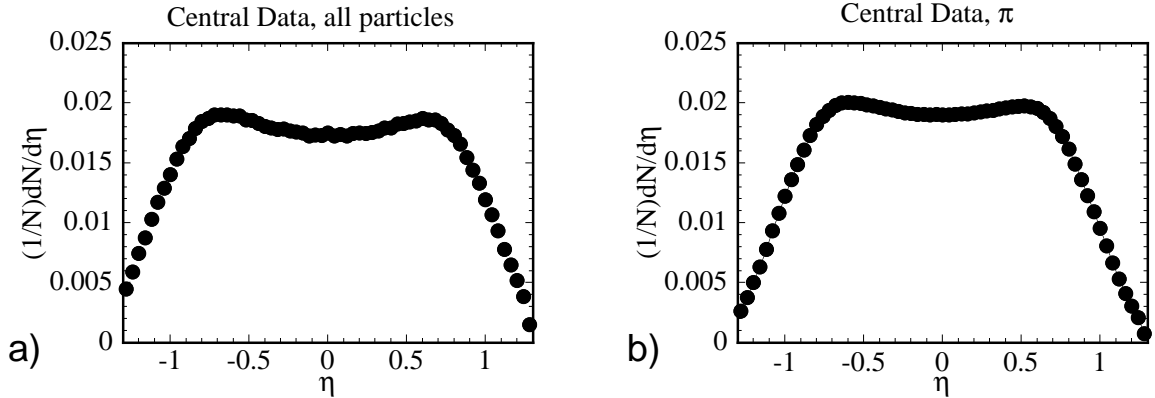 Central Data, all particles
0.025
0.02
0.015
0.01
0.005
0
(1/N)dN/dη
-1 -0.5 0 0.5 1
η
a)
Central Data, π
0.025
0.02
0.015
0.01
0.005
0
(1/N)dN/dη
-1 -0.5 0 0.5 1
η
b)